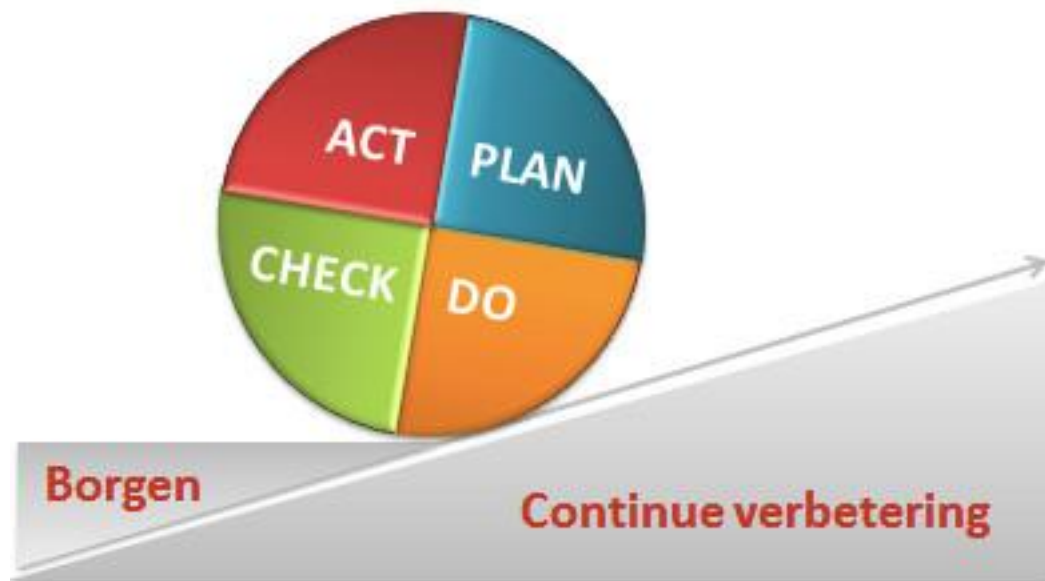 ACT
PLAN
CHECK
DO
Borgen
Continue verbetering